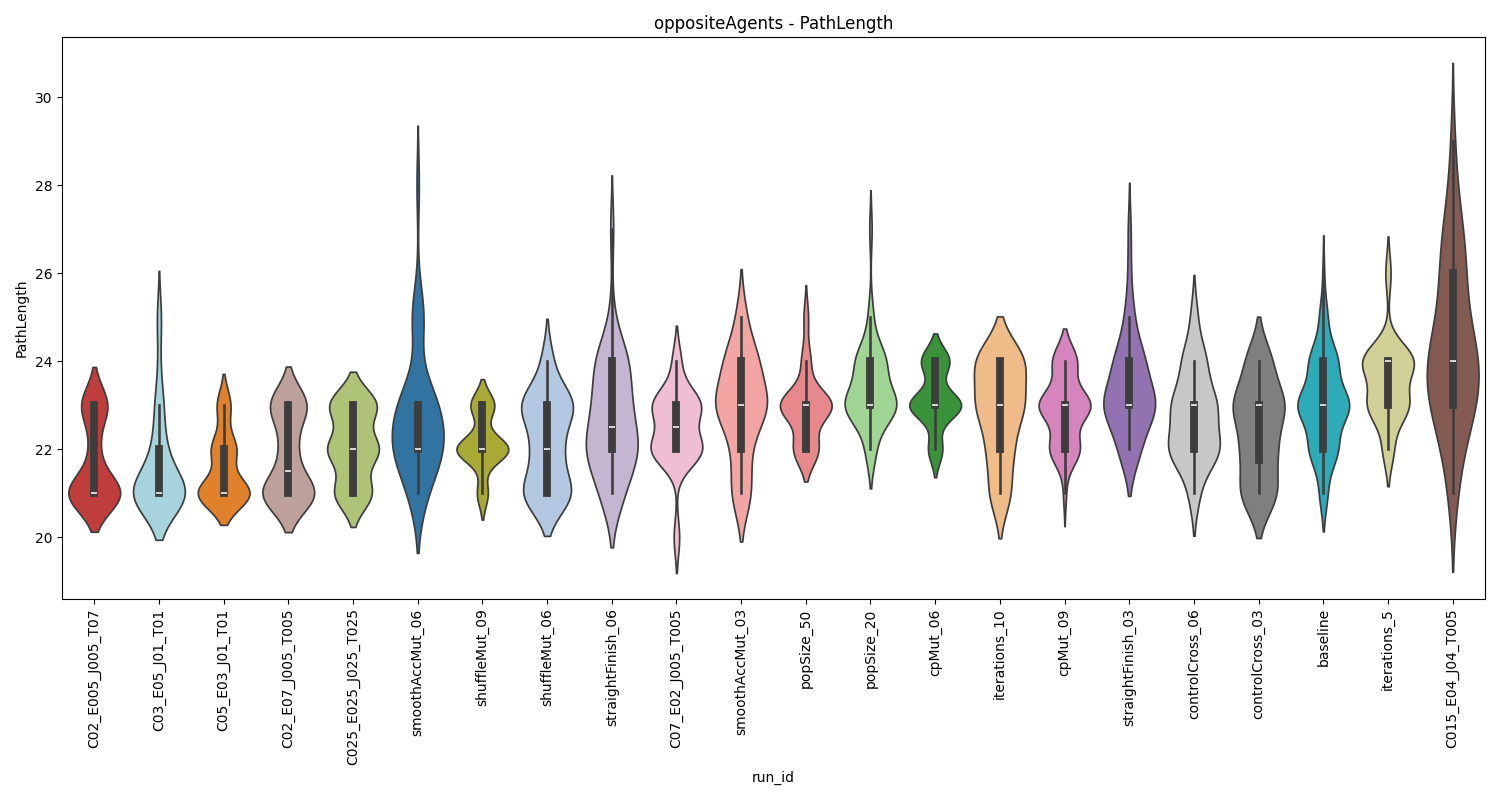 oppositeAgents - PathLength
PathLength
30
28
26
24
22
20
C02_E005_J005_T07
C03_E05_J01_T01
C05_E03_J01_T01
C02_E07_J005_T005
C025_E025_J025_T025
smoothAccMut_06
shuffleMut_09
shuffleMut_06
straightFinish_06
C07_E02_J005_T005
smoothAccMut_03
popSize_50
popSize_20
cpMut_06
iterations_10
cpMut_09
straightFinish_03
controlCross_06
controlCross_03
baseline
iterations_5
C015_E04_J04_T005
run_id